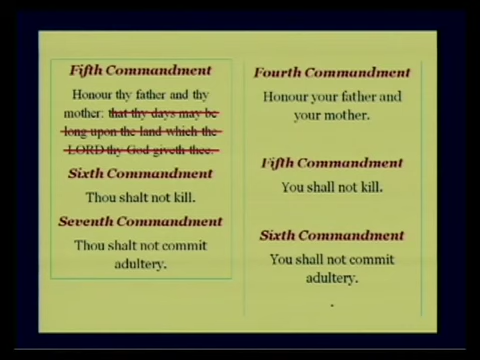 Fifth Commandment
Honour thy father and thy
mother: that thy days may be
long upon the land which the
LORD thy God giveth thee.
Sixth Commandment
Thou shalt not kill.
Seventh Commandment
Thou shalt not commit
adultery.
Fourth Commandment
Honour your father and
your mother.
Fifth Commandment
You shall not kill.
Sixth Commandment
You shall not commit
adultery.
.